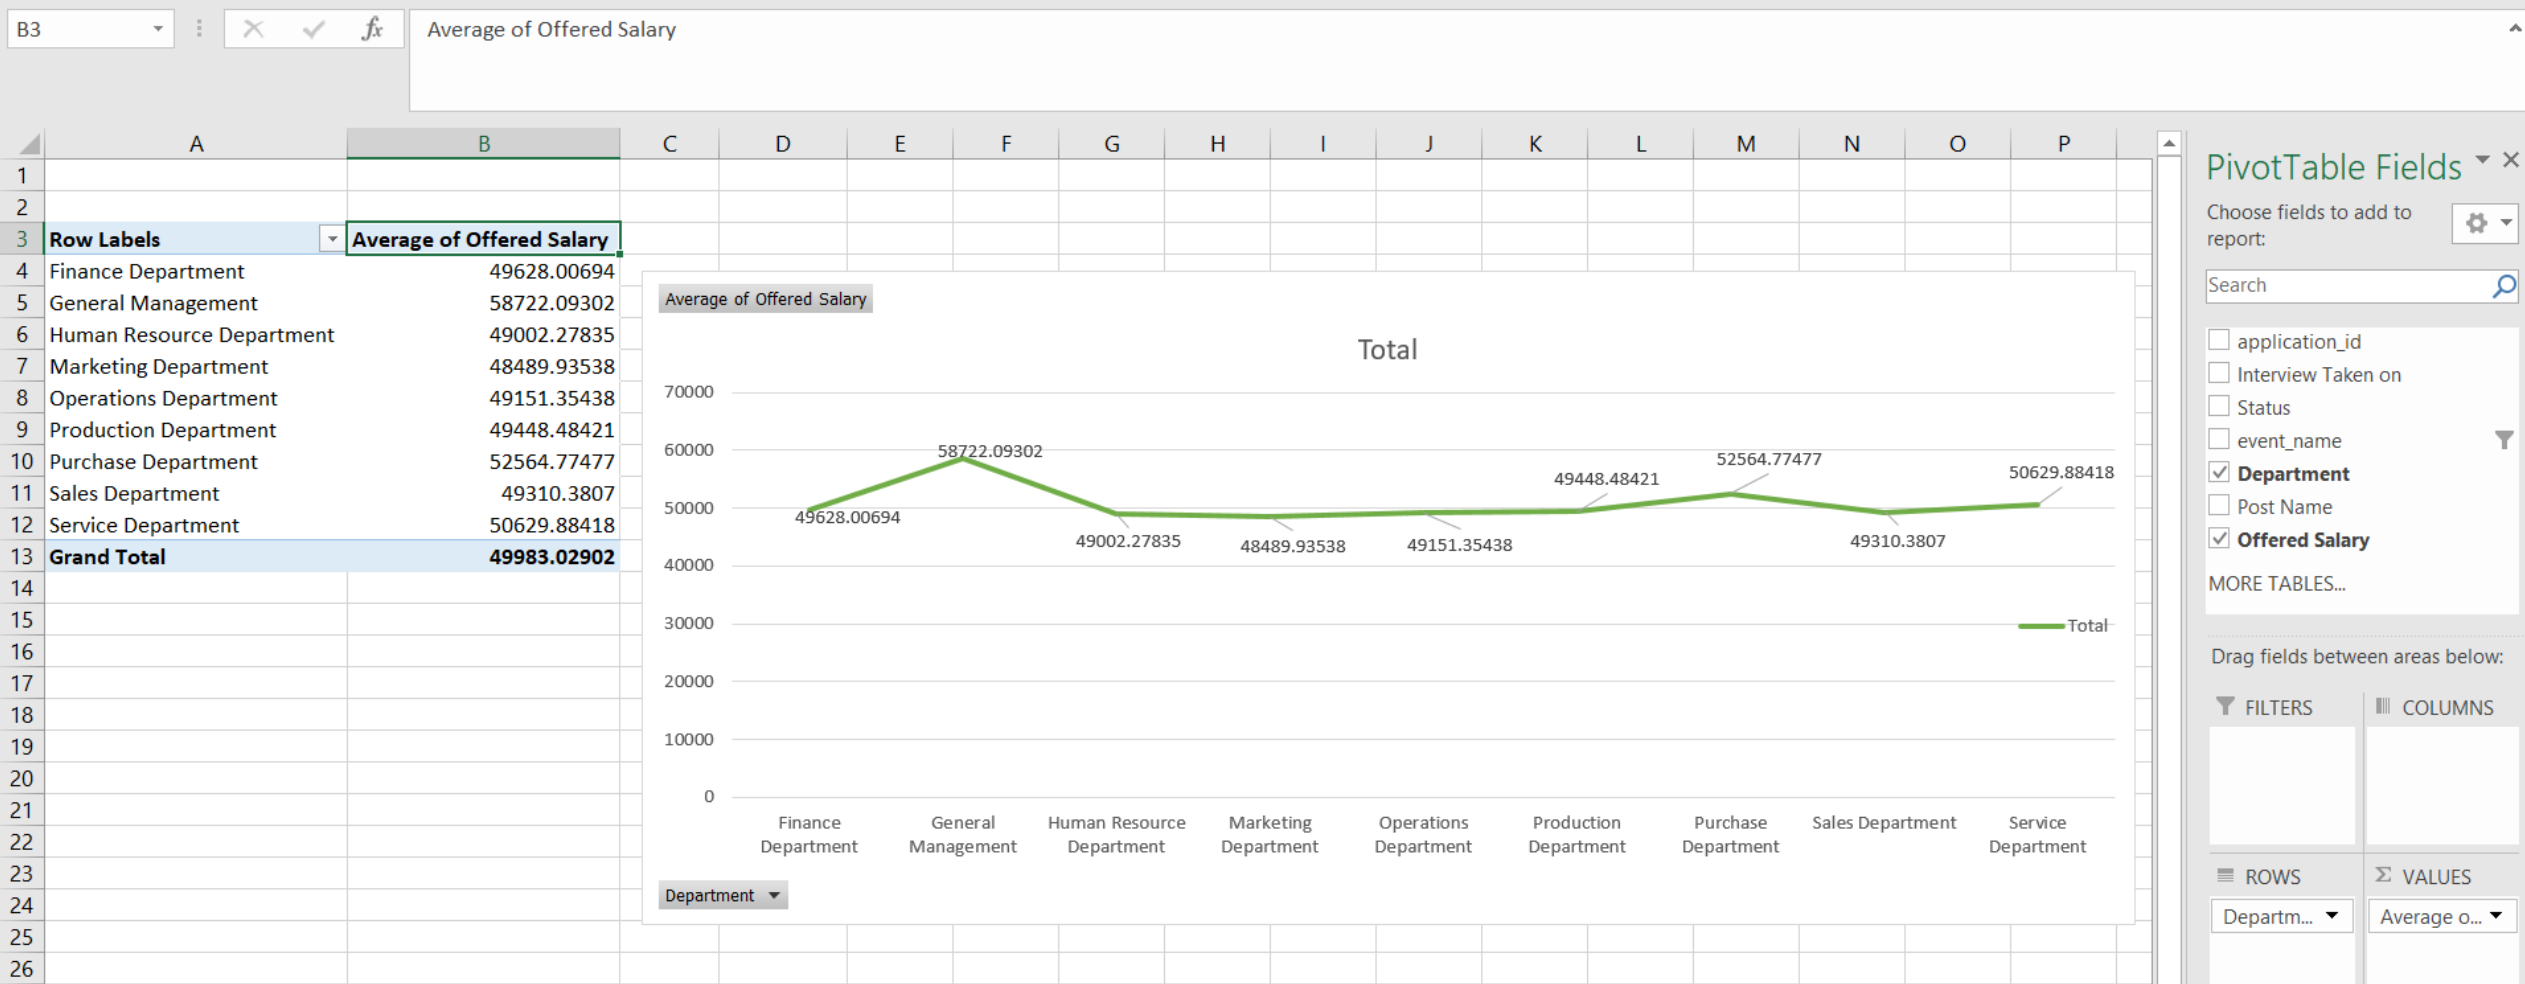 B3
fx
Average of Offered Salary
A B C D E F G H I J K L M N O P
1
2
3 Row Labels Average of Offered Salary
4 Finance Department 49628.00694
5 General Management 58722.09302
6 Human Resource Department 49002.27835
7 Marketing Department 48489.93538
8 Operations Department 49151.35438
9 Production Department 49448.48421
10 Purchase Department 52564.77477
11 Sales Department 49310.3807
12 Service Department 50629.88418
13 Grand Total 49983.02902
14
15
16
17
18
19
20
21
22
23
24
25
26
Average of Offered Salary
Total
70000
60000
50000
40000
30000
20000
10000
0
49628.00694
58722.09302
49002.27835
48489.93538
49151.35438
49448.48421
52564.77477
49310.3807
50629.88418
Total
Finance
Department
General
Management
Human Resource
Department
Marketing
Department
Operations
Department
Production
Department
Purchase
Department
Sales Department
Service
Department
Department
PivotTable Fields
Choose fields to add to
report:
Search
application_id
Interview Taken on
Status
event_name
Department
Post Name
Offered Salary
MORE TABLES...
Drag fields between areas below:
FILTERS
COLUMNS
ROWS
Σ VALUES
Departm...
Average o...